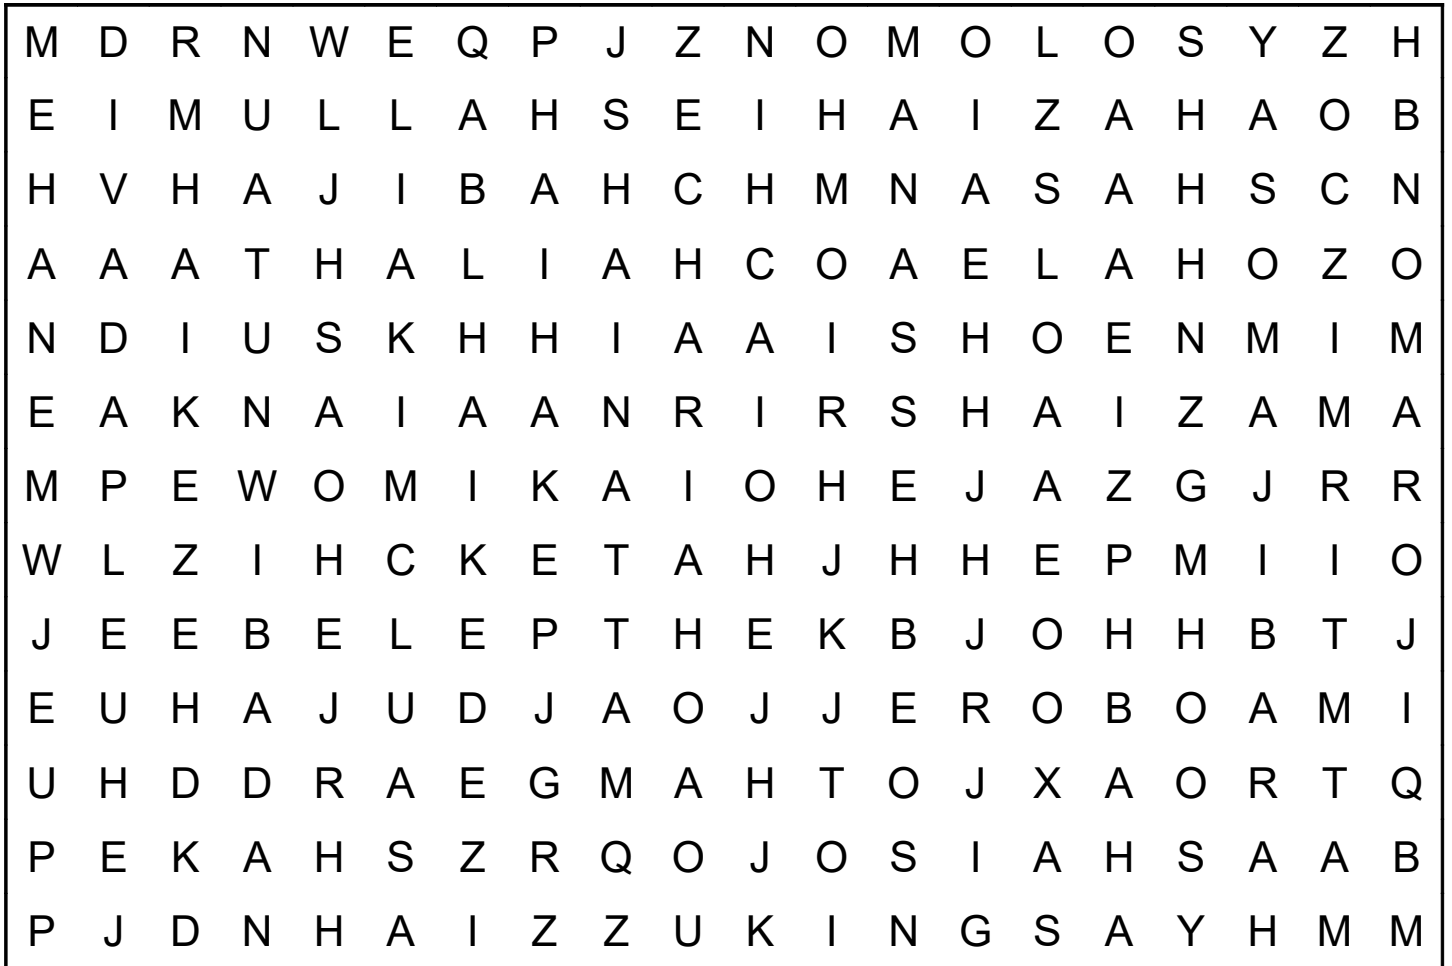 M D R N W E Q P J Z N O M O L O S Y Z H
E I M U L L A H S E I H A I Z A H A O B
H V H A J I B A H C H M N A S A H S C N
A A A T H A L I A H C O A E L A H O Z O
N D I U S K H H I A A I S H O E N M I M
E A K N A I A A N R I R S H A I Z A M A
M P E W O M I K A I O H E J A Z G J R R
W L Z I H C K E T A H J H H E P M I I O
J E E B E L E P T H E K B J O H H B T J
E U H A J U D J A O J J E R O B O A M I
U H D D R A E G M A H T O J X A O R T Q
P E K A H S Z R Q O J O S I A H S A A B
P J D N H A I Z Z U K I N G S A Y H M M